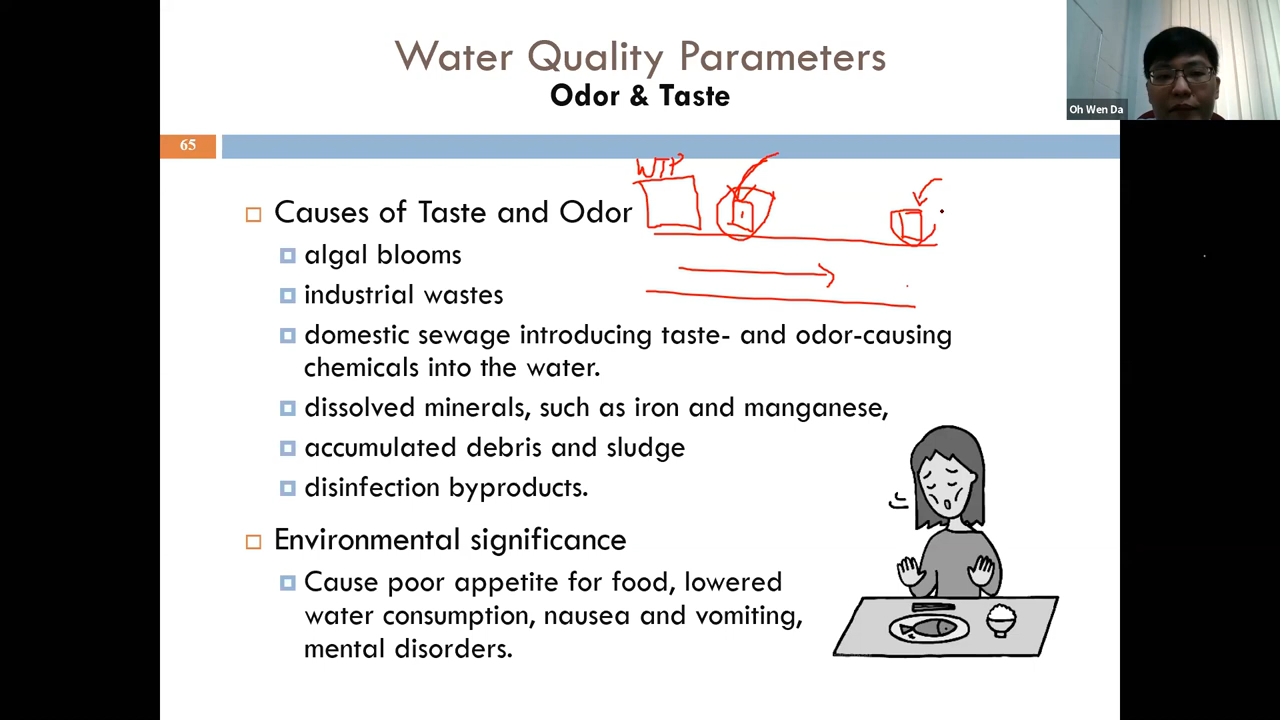 Water Quality Parameters
Odor & Taste
Oh Wen Da
65
WTP
Causes of Taste and Odor
algal blooms
industrial wastes
domestic sewage introducing taste- and odor-causing
chemicals into the water.
dissolved minerals, such as iron and manganese,
accumulated debris and sludge
disinfection byproducts.
Environmental significance
Cause poor appetite for food, lowered
water consumption, nausea and vomiting,
mental disorders.